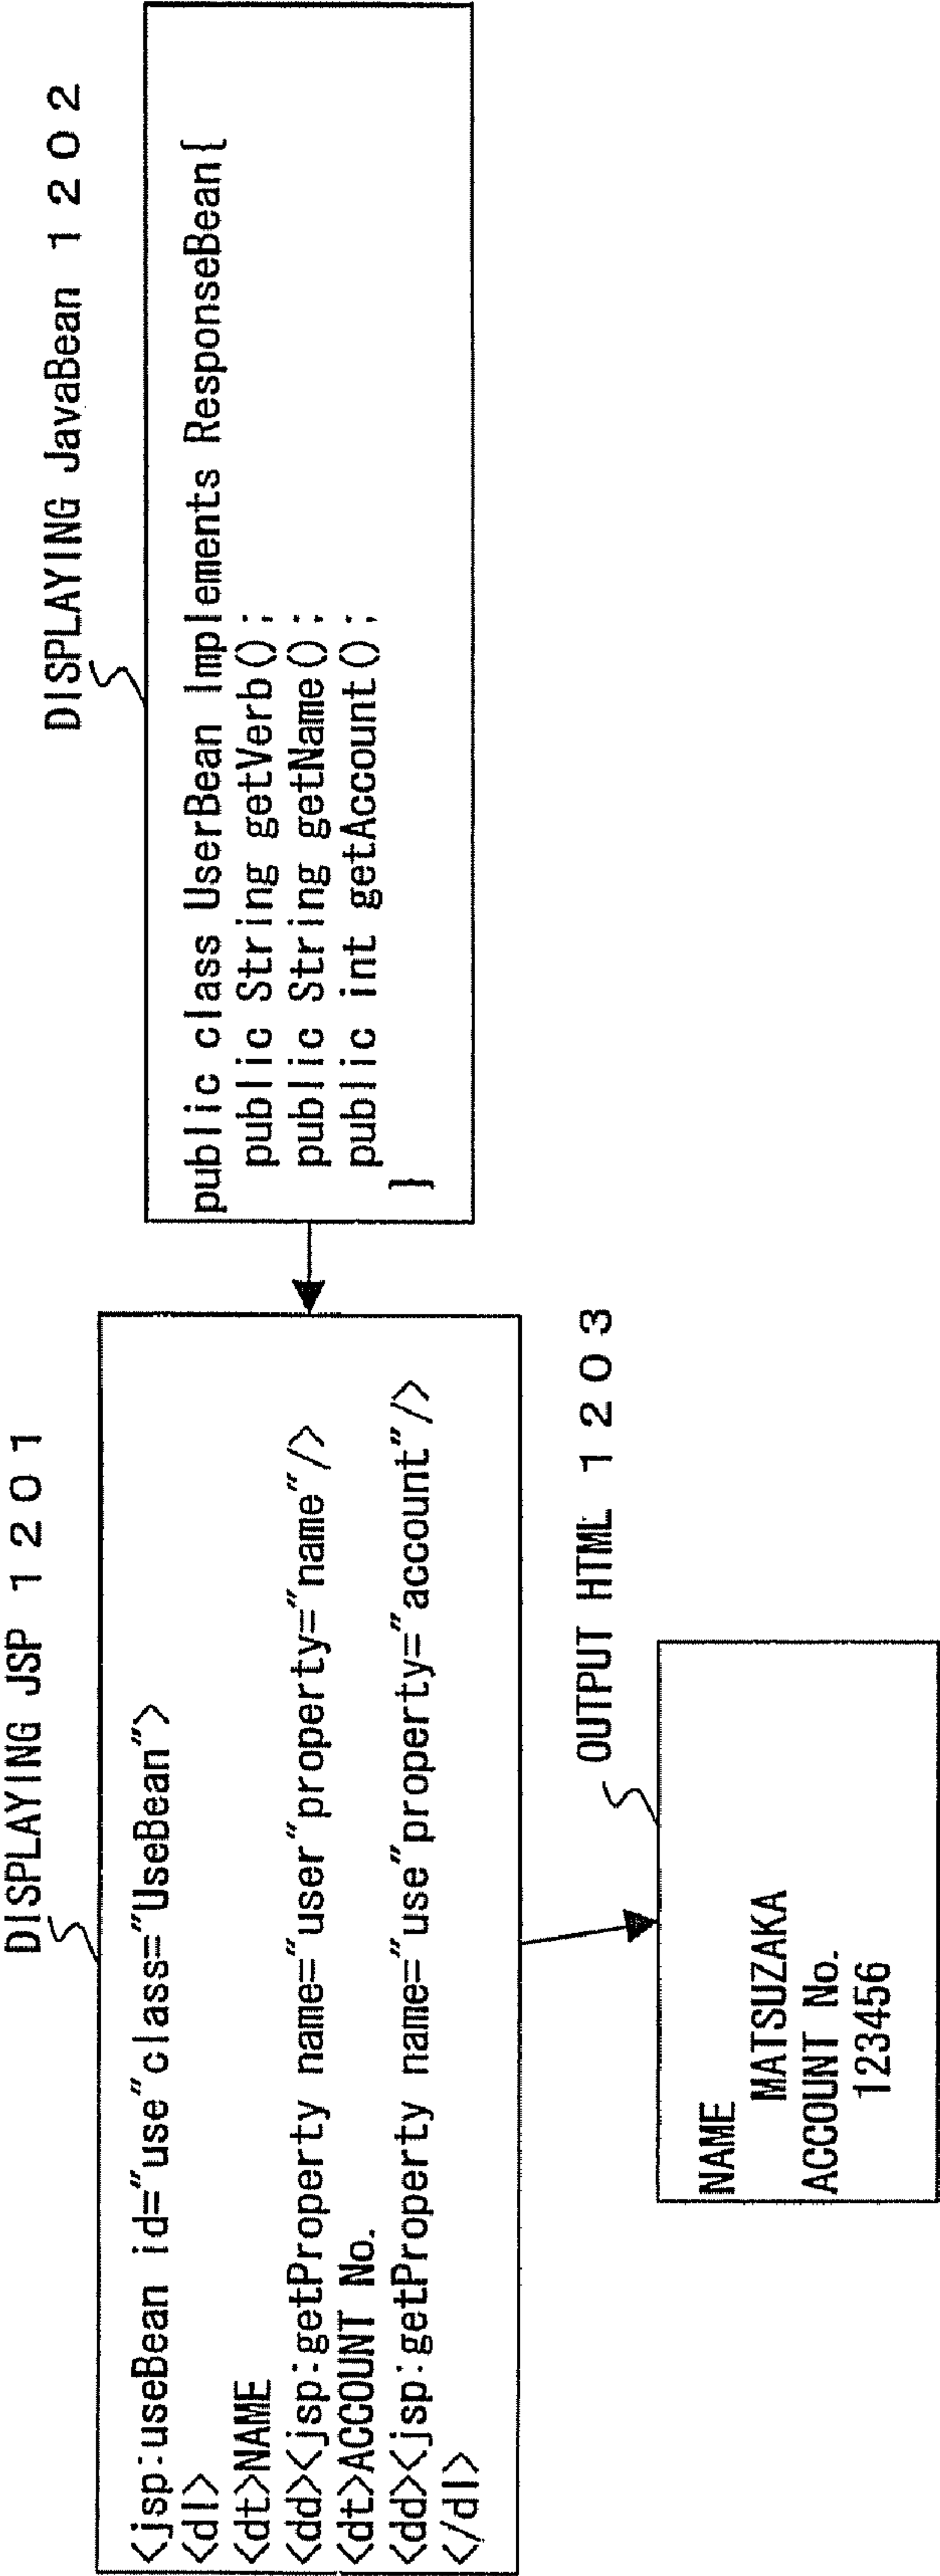 DISPLAYING JSP 1201
<jsp:useBean id="use"class="UseBean">
<dl>
<dt>NAME
<dd><jsp:getProperty name="user"property="name"/>
<dt>ACCOUNT No.
<dd><jsp:getProperty name="use"property="account"/>
</dl>
DISPLAYING JavaBean 1202
public class UserBean Implements ResponseBean{
public String getVerb();
public String getName();
public int getAccount();
}
OUTPUT HTML 1203
NAME
MATSUZAKA
ACCOUNT No.
123456